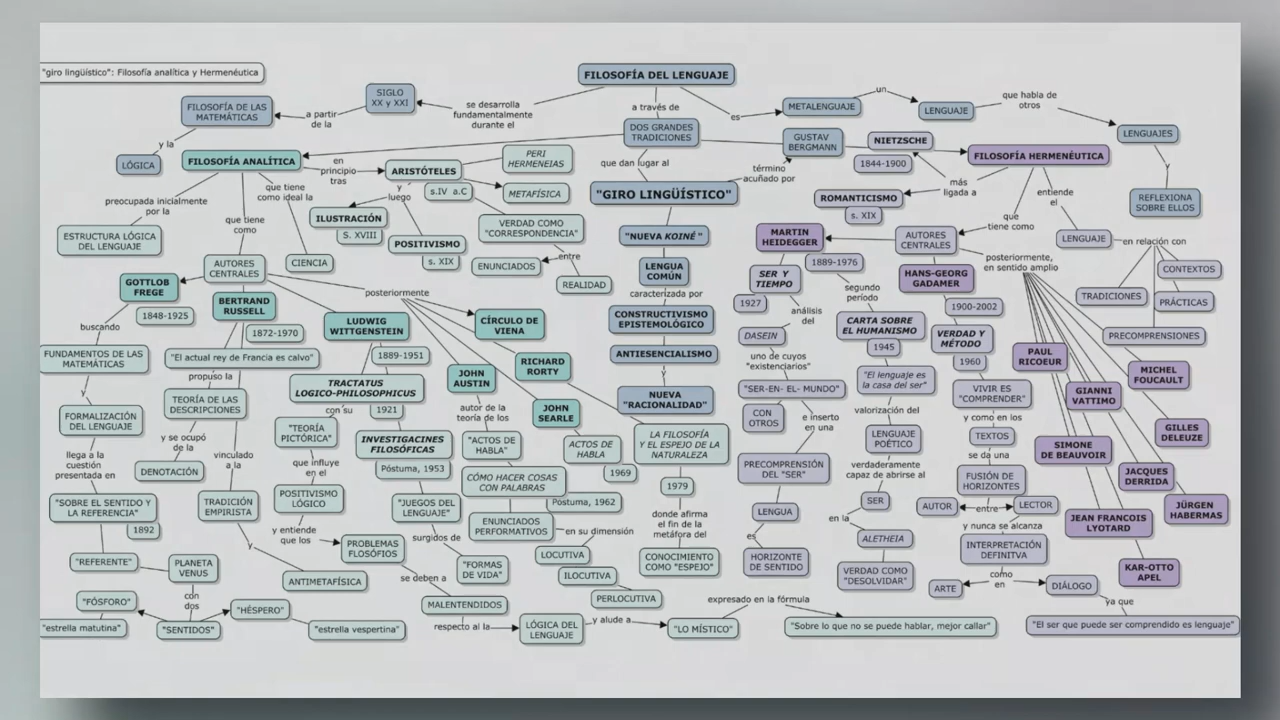 "giro lingüístico": Filosofía analítica y Hermenéutica
FILOSOFÍA DEL LENGUAJE
SIGLO
XX y XXI
se desarrolla
fundamentalmente
durante el
a partir
de la
FILOSOFÍA DE LAS
MATEMÁTICAS
y la
LÓGICA
a través de
DOS GRANDES
TRADICIONES
es
METALENGUAJE
un
LENGUAJE
que habla de
otros
LENGUAJES
y
REFLEXIONA
SOBRE ELLOS
que dan lugar al
"GIRO LINGÜÍSTICO"
término
acuñado por
GUSTAV
BERGMANN
"NUEVA KOINÉ "
LENGUA
COMÚN
caracterizada por
CONSTRUCTIVISMO
EPISTEMOLÓGICO
ANTIESENCIALISMO
y
NUEVA
"RACIONALIDAD"
FILOSOFÍA ANALÍTICA
en
principio
tras
ARISTÓTELES
PERI
HERMENEIAS
s.IV a.C
METAFÍSICA
VERDAD COMO
"CORRESPONDENCIA"
entre
ENUNCIADOS
REALIDAD
y
luego
ILUSTRACIÓN
S. XVIII
POSITIVISMO
s. XIX
preocupada inicialmente
por la
ESTRUCTURA LÓGICA
DEL LENGUAJE
que tiene
como ideal la
CIENCIA
que tiene
como
AUTORES
CENTRALES
posteriormente
GOTTLOB
FREGE
1848-1925
buscando
FUNDAMENTOS DE LAS
MATEMÁTICAS
y
FORMALIZACIÓN
DEL LENGUAJE
llega a la
cuestión
presentada en
"SOBRE EL SENTIDO Y
LA REFERENCIA"
1892
"REFERENTE"
PLANETA
VENUS
con
dos
"SENTIDOS"
"FÓSFORO"
"estrella matutina"
"HÉSPERO"
"estrella vespertina"
BERTRAND
RUSSELL
1872-1970
"El actual rey de Francia es calvo"
propuso la
TEORÍA DE LAS
DESCRIPCIONES
y se ocupó
de la
DENOTACIÓN
vinculado
a la
TRADICIÓN
EMPIRISTA
y
ANTIMETAFÍSICA
LUDWIG
WITTGENSTEIN
1889-1951
TRACTATUS
LOGICO-PHILOSOPHICUS
1921
con su
"TEORÍA
PICTÓRICA"
que influye
en el
POSITIVISMO
LÓGICO
y entiende
que los
PROBLEMAS
FLOSÓFIOS
se deben a
MALENTENDIDOS
respecto al la
LÓGICA DEL
LENGUAJE
y alude a
"LO MÍSTICO"
expresado en la fórmula
"Sobre lo que no se puede hablar, mejor callar"
INVESTIGACINES
FILOSÓFICAS
Póstuma, 1953
"JUEGOS DEL
LENGUAJE"
surgidos de
"FORMAS
DE VIDA"
CÍRCULO DE
VIENA
RICHARD
RORTY
JOHN
AUSTIN
autor de la
teoría de los
"ACTOS DE
HABLA"
CÓMO HACER COSAS
CON PALABRAS
Póstuma, 1962
ENUNCIADOS
PERFORMATIVOS
en su dimensión
LOCUTIVA
ILOCUTIVA
PERLOCUTIVA
JOHN
SEARLE
ACTOS DE
HABLA
1969
LA FILOSOFÍA
Y EL ESPEJO DE LA
NATURALEZA
1979
donde afirma
el fin de la
metáfora del
CONOCIMIENTO
COMO "ESPEJO"
FILOSOFÍA HERMENÉUTICA
NIETZSCHE
1844-1900
más
ligada a
ROMANTICISMO
s. XIX
que
tiene como
AUTORES
CENTRALES
entiende
el
LENGUAJE
en relación con
CONTEXTOS
TRADICIONES
PRÁCTICAS
PRECOMPRENSIONES
MARTIN
HEIDEGGER
1889-1976
SER Y
TIEMPO
1927
análisis
del
DASEIN
uno de cuyos
"existenciarios"
"SER-EN- EL- MUNDO"
CON
OTROS
e inserto
en una
PRECOMPRENSIÓN
DEL "SER"
LENGUA
es
HORIZONTE
DE SENTIDO
segundo
período
CARTA SOBRE
EL HUMANISMO
1945
"El lenguaje es
la casa del ser"
valorización del
LENGUAJE
POÉTICO
verdaderamente
capaz de abrirse al
SER
en la
ALETHEIA
VERDAD COMO
"DESOLVIDAR"
HANS-GEORG
GADAMER
1900-2002
VERDAD Y
MÉTODO
1960
VIVIR ES
"COMPRENDER"
y como en los
TEXTOS
se da una
FUSIÓN DE
HORIZONTES
AUTOR
entre
LECTOR
y nunca se alcanza
INTERPRETACIÓN
DEFINITVA
como
en
ARTE
DIÁLOGO
ya que
"El ser que puede ser comprendido es lenguaje"
posteriormente,
en sentido amplio
PAUL
RICOEUR
MICHEL
FOUCAULT
GIANNI
VATTIMO
GILLES
DELEUZE
SIMONE
DE BEAUVOIR
JACQUES
DERRIDA
JÜRGEN
HABERMAS
JEAN FRANCOIS
LYOTARD
KAR-OTTO
APEL